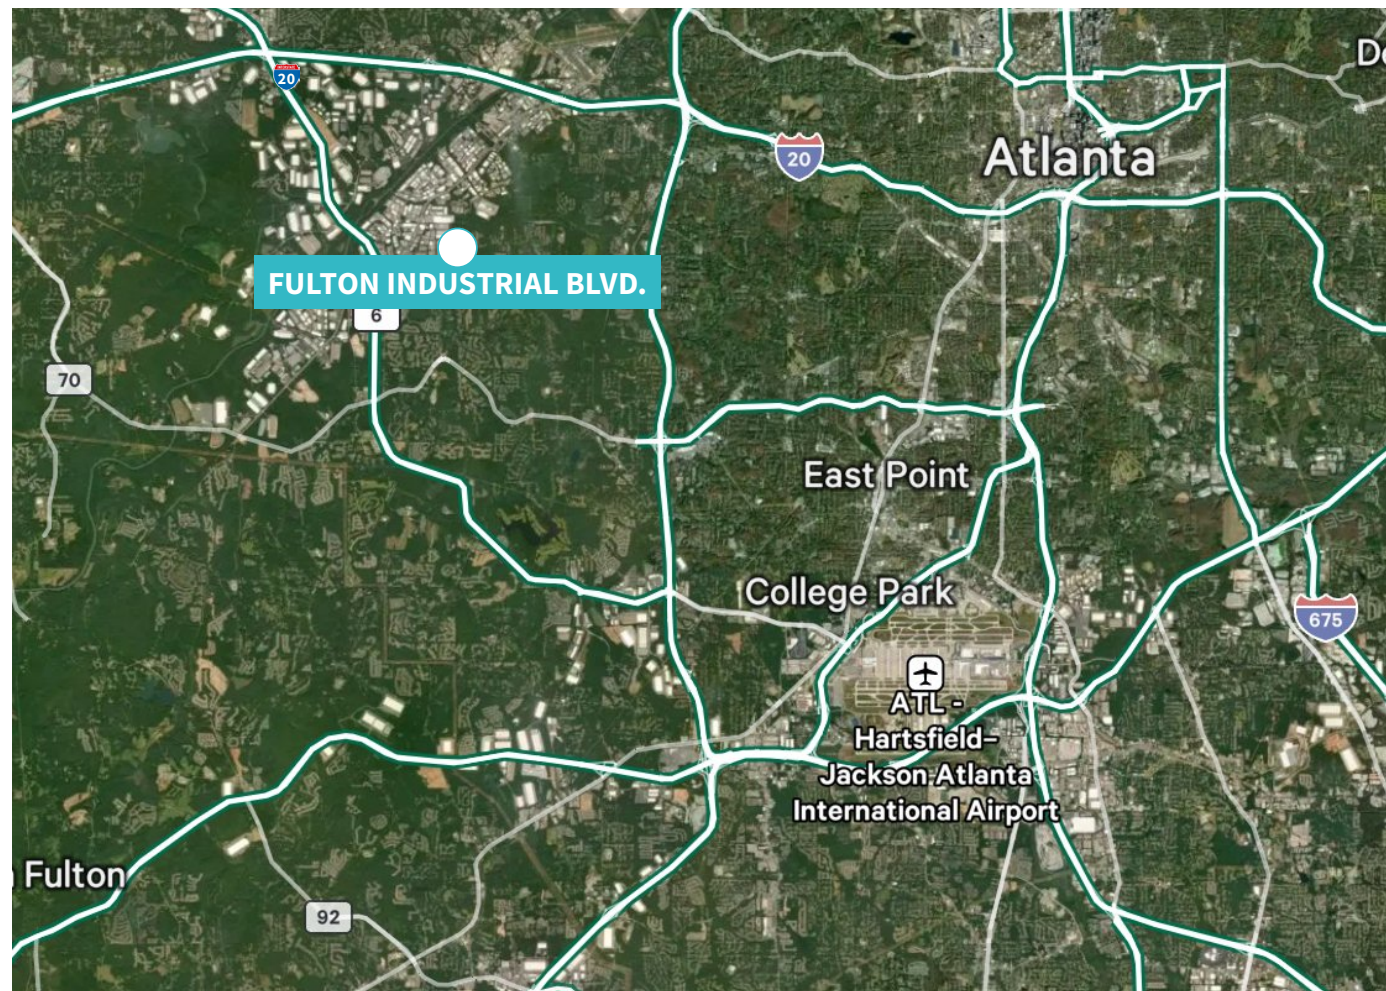 De
20
20
Atlanta
FULTON INDUSTRIAL BLVD.
6
70
East Point
College Park
675
ATL -
Hartsfield–
Jackson Atlanta
International Airport
Fulton
92